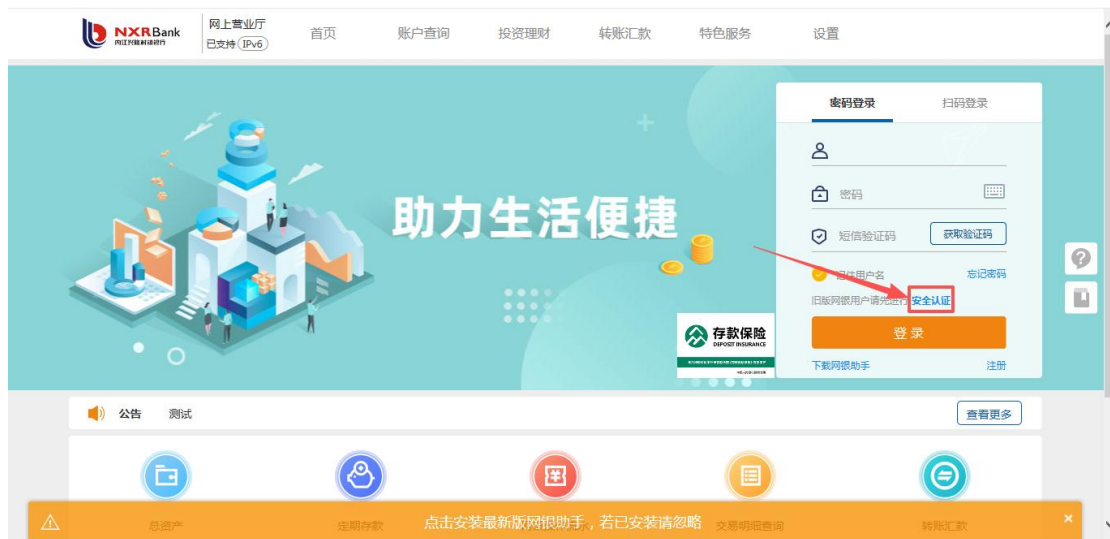 NXRBank
网上营业厅
已支持 IPv6
首页
账户查询
投资理财
转账汇款
特色服务
设置
密码登录
扫码登录
助力生活便捷
密码
短信验证码
获取验证码
记住用户名
忘记密码
旧版网银用户请先进行 安全认证
登 录
下载网银助手
注册
存款保险
DEPOSIT INSURANCE
公告
测试
查看更多
总资产
定期存款
点击安装最新版网银助手，若已安装请忽略
交易明细查询
转账汇款